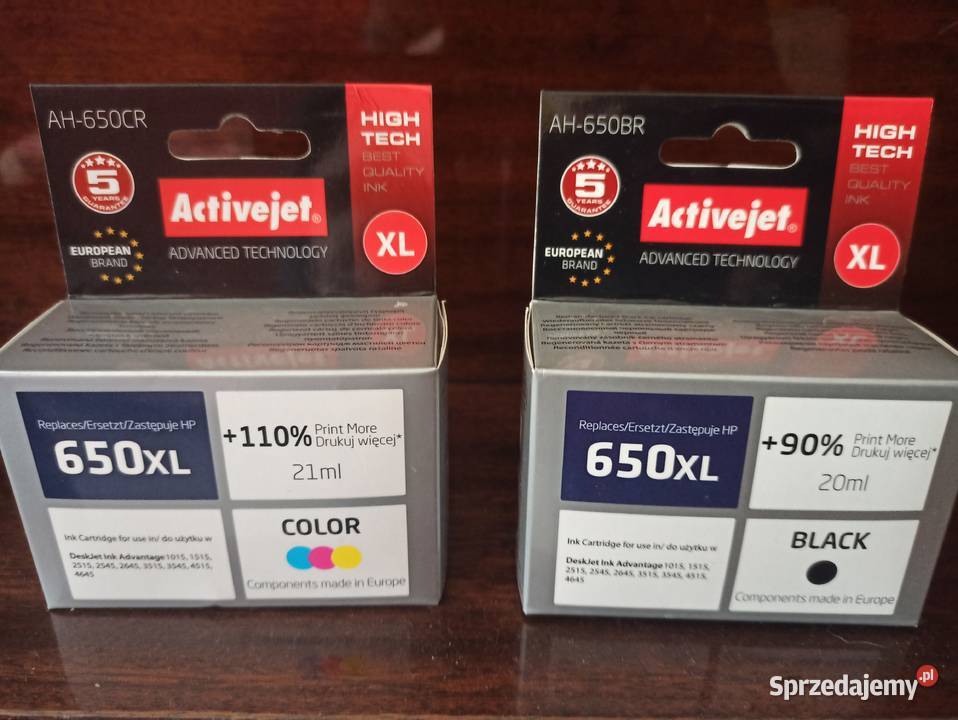 AH-650CR
HIGH
TECH
BEST
QUALITY
INK
5
YEARS
GUARANTEE
Activejet®
EUROPEAN
BRAND
ADVANCED TECHNOLOGY
XL
Replaces/Ersetzt/Zastępuje HP
650XL
+110% Print More
Drukuj więcej*
21ml
Ink Cartridge for use in/ do użytku w
DeskJet Ink Advantage 1015, 1515,
2515, 2545, 2645, 3515, 3545, 4515,
4645
COLOR
Components made in Europe
AH-650BR
HIGH
TECH
BEST
QUALITY
INK
5
YEARS
GUARANTEE
Activejet®
EUROPEAN
BRAND
ADVANCED TECHNOLOGY
XL
Replaces/Ersetzt/Zastępuje HP
650XL
+90% Print More
Drukuj więcej*
20ml
Ink Cartridge for use in/ do użytku w
DeskJet Ink Advantage 1015, 1515,
2515, 2545, 2645, 3515, 3545, 4515,
4645
BLACK
Components made in Europe
Sprzedajemy.pl